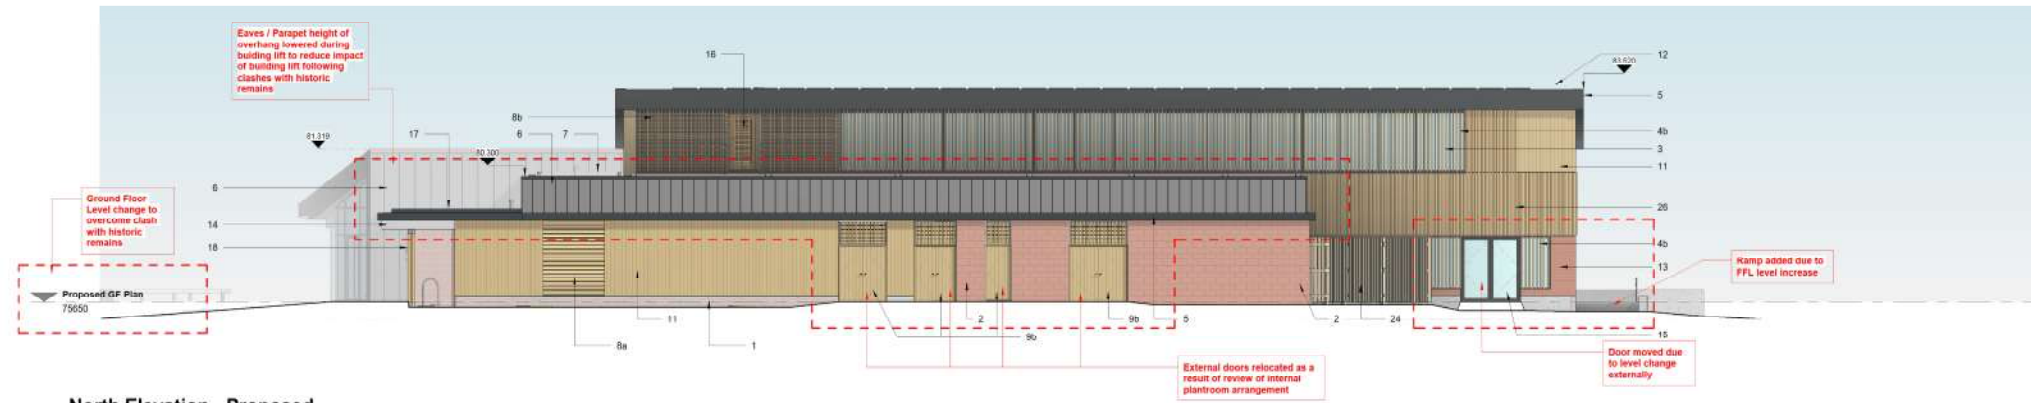 Eaves / Parapet height of
overhang lowered during
building lift to reduce impact
of building lift following
clashes with historic
remains
16
12
83.520
5
8b
17
6
7
4b
81.319
80.300
3
11
6
Ground Floor
Level change to
overcome clash
with historic
remains
26
14
4b
18
13
Ramp added due to
FFL level increase
Proposed GF Plan
75650
11
2
9b
5
2
24
8a
1
9b
15
External doors relocated as a
result of review of internal
plantroom arrangement
Door moved due
to level change
externally
North Elevation - Proposed